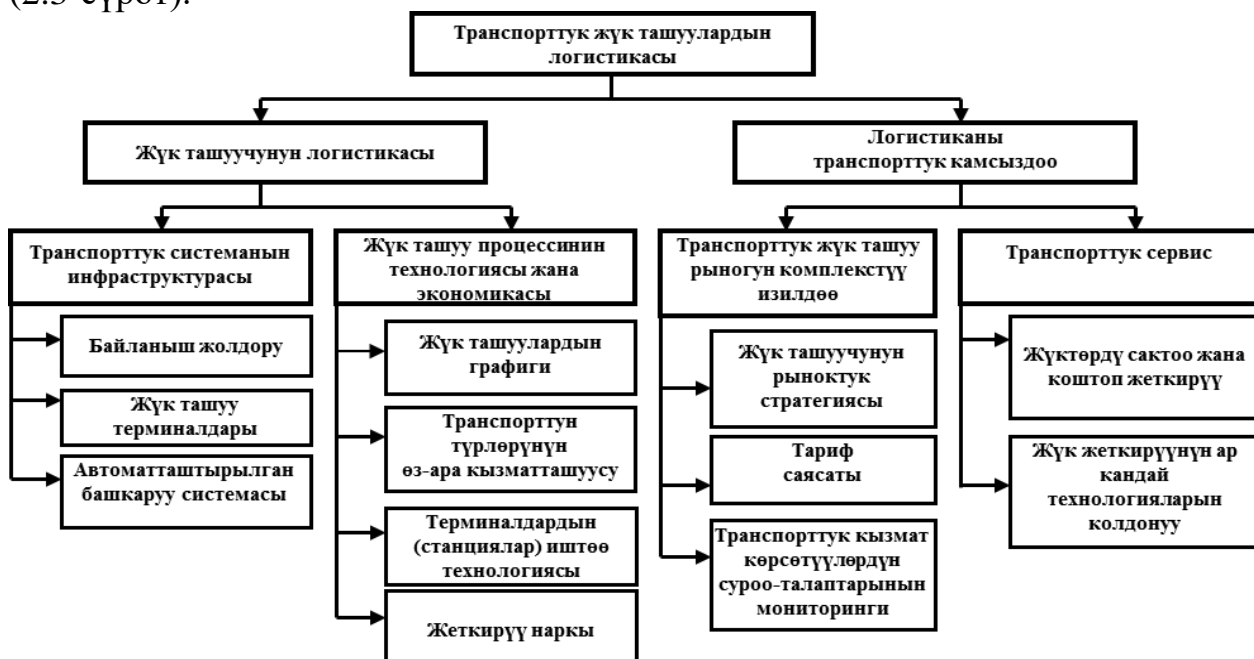 (2.3-сүрөт).
Транспорттук жүк ташуулардын
логистикасы
Жүк ташуучунун логистикасы
Логистиканы
транспорттук камсыздоо
Транспорттук системанын
инфраструктурасы
Байланыш жолдору
Жүк ташуу
терминалдары
Автоматташтырылган
башкаруу системасы
Жүк ташуу процессинин
технологиясы жана
экономикасы
Жүк ташуулардын
графиги
Транспорттун
түрлөрүнүн
өз-ара кызматташуусу
Терминалдардын
(станциялар) иштөө
технологиясы
Жеткирүү наркы
Транспорттук жүк ташуу
рыногун комплекстүү
изилдөө
Жүк ташуучунун
рыноктук
стратегиясы
Тариф
саясаты
Транспорттук кызмат
көрсөтүүлөрдүн
суроо-талаптарынын
мониторинги
Транспорттук сервис
Жүктөрдү сактоо жана
коштоп жеткирүү
Жүк жеткирүүнүн ар
кандай
технологияларын
колдонуу